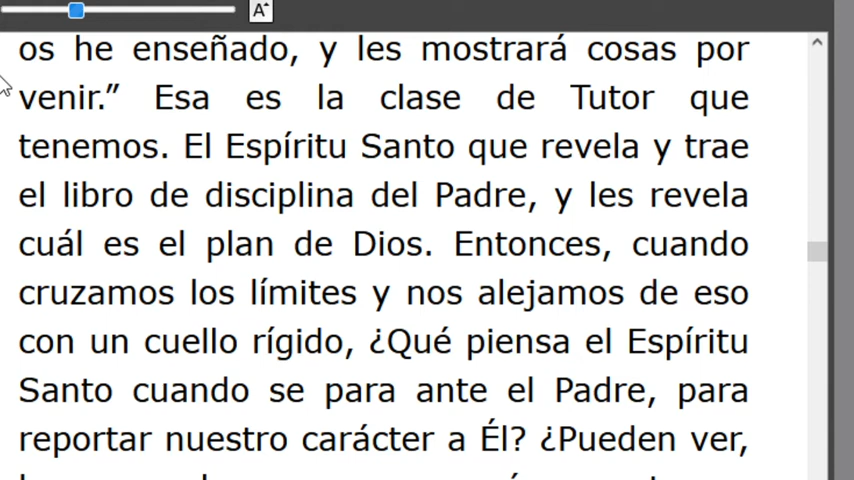 A
os he enseñado, y les mostrará cosas por
venir.” Esa es la clase de Tutor que
tenemos. El Espíritu Santo que revela y trae
el libro de disciplina del Padre, y les revela
cuál es el plan de Dios. Entonces, cuando
cruzamos los límites y nos alejamos de eso
con un cuello rígido, ¿Qué piensa el Espíritu
Santo cuando se para ante el Padre, para
reportar nuestro carácter a Él? ¿Pueden ver,